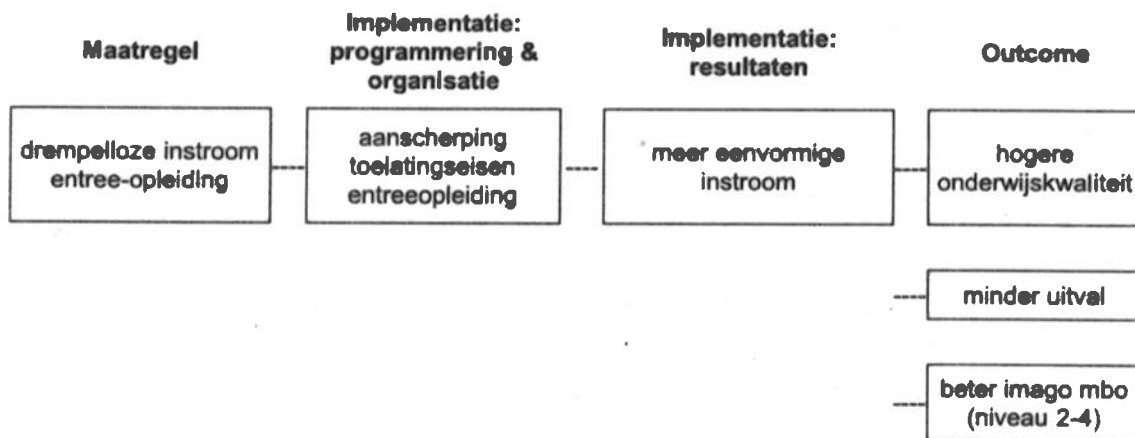 Maatregel
Implementatie:
programmering &
organisatie
Implementatie:
resultaten
Outcome
drempelloze instroom
entree-opleiding
aanscherping
toelatingseisen
entreeopleiding
meer eenvormige
instroom
hogere
onderwijskwaliteit
minder uitval
beter imago mbo
(niveau 2-4)